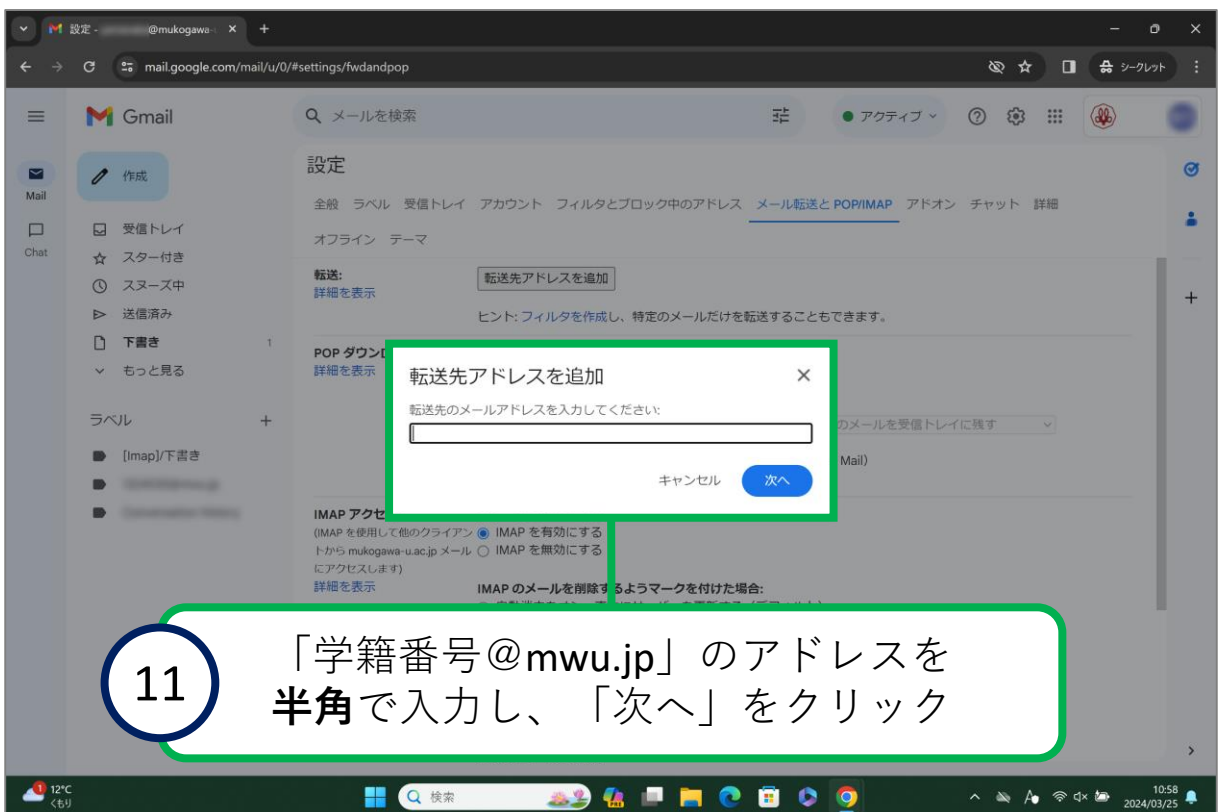 設定 -
@mukogawa-
mail.google.com/mail/u/0/#settings/fwdandpop
シークレット
Gmail
メールを検索
アクティブ
Mail
Chat
作成
受信トレイ
スター付き
スヌーズ中
送信済み
下書き 1
もっと見る
ラベル
[Imap]/下書き
設定
全般 ラベル 受信トレイ アカウント フィルタとブロック中のアドレス メール転送と POP/IMAP アドオン チャット 詳細
オフライン テーマ
転送:
詳細を表示
転送先アドレスを追加
ヒント: フィルタを作成し、特定のメールだけを転送することもできます。
POP ダウン
詳細を表示
転送先アドレスを追加
転送先のメールアドレスを入力してください:
キャンセル 次へ
のメールを受信トレイに残す
Mail)
IMAP アクセ
(IMAP を使用して他のクライアン
トから mukogawa-u.ac.jp メール
にアクセスします)
詳細を表示
IMAP を有効にする
IMAP を無効にする
IMAP のメールを削除するようマークを付けた場合:
11
「学籍番号@mwu.jp」のアドレスを
半角で入力し、「次へ」をクリック
1
12°C
くもり
検索
10:58
2024/03/25